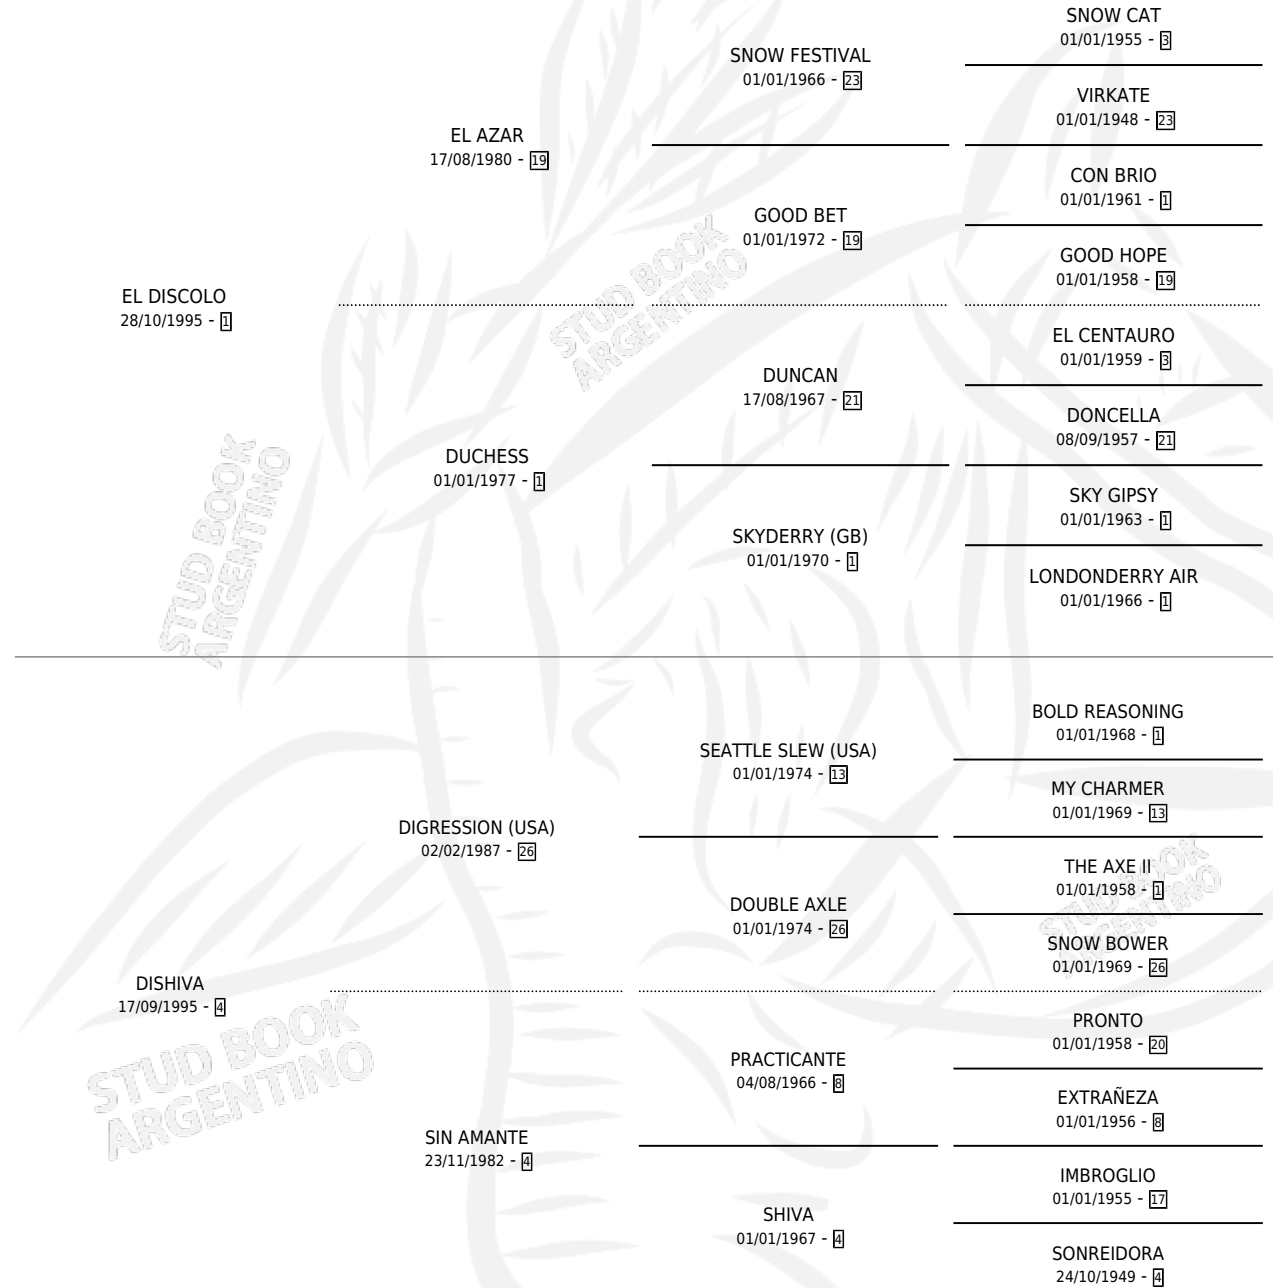 SNOW CAT
01/01/1955 - 3
SNOW FESTIVAL
01/01/1966 - 23
VIRKATE
01/01/1948 - 23
EL AZAR
17/08/1980 - 19
CON BRIO
01/01/1961 - 1
GOOD BET
01/01/1972 - 19
GOOD HOPE
01/01/1958 - 19
EL DISCOLO
28/10/1995 - 1
EL CENTAURO
01/01/1959 - 3
DUNCAN
17/08/1967 - 21
DONCELLA
08/09/1957 - 21
DUCHESS
01/01/1977 - 1
SKY GIPSY
01/01/1963 - 1
SKYDERRY (GB)
01/01/1970 - 1
LONDONDERRY AIR
01/01/1966 - 1
STUD BOOK
ARGENTINO
STUD BOOK
ARGENTINO
BOLD REASONING
01/01/1968 - 1
SEATTLE SLEW (USA)
01/01/1974 - 13
MY CHARMER
01/01/1969 - 13
DIGRESSION (USA)
02/02/1987 - 26
THE AXE II
01/01/1958 - 1
DOUBLE AXLE
01/01/1974 - 26
SNOW BOWER
01/01/1969 - 26
STUD BOOK
ARGENTINO
DISHIVA
17/09/1995 - 4
PRONTO
01/01/1958 - 20
PRACTICANTE
04/08/1966 - 8
EXTRAÑEZA
01/01/1956 - 8
SIN AMANTE
23/11/1982 - 4
IMBROGLIO
01/01/1955 - 17
SHIVA
01/01/1967 - 4
SONREIDORA
24/10/1949 - 4
STUD BOOK
ARGENTINO